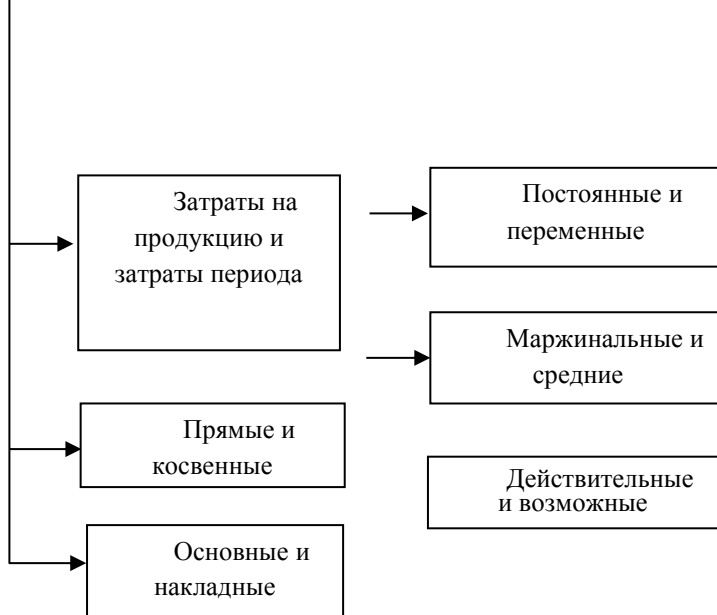 Затраты на
продукцию и
затраты периода
Прямые и
косвенные
Основные и
накладные
Постоянные и
переменные
Маржинальные и
средние
Действительные
и возможные